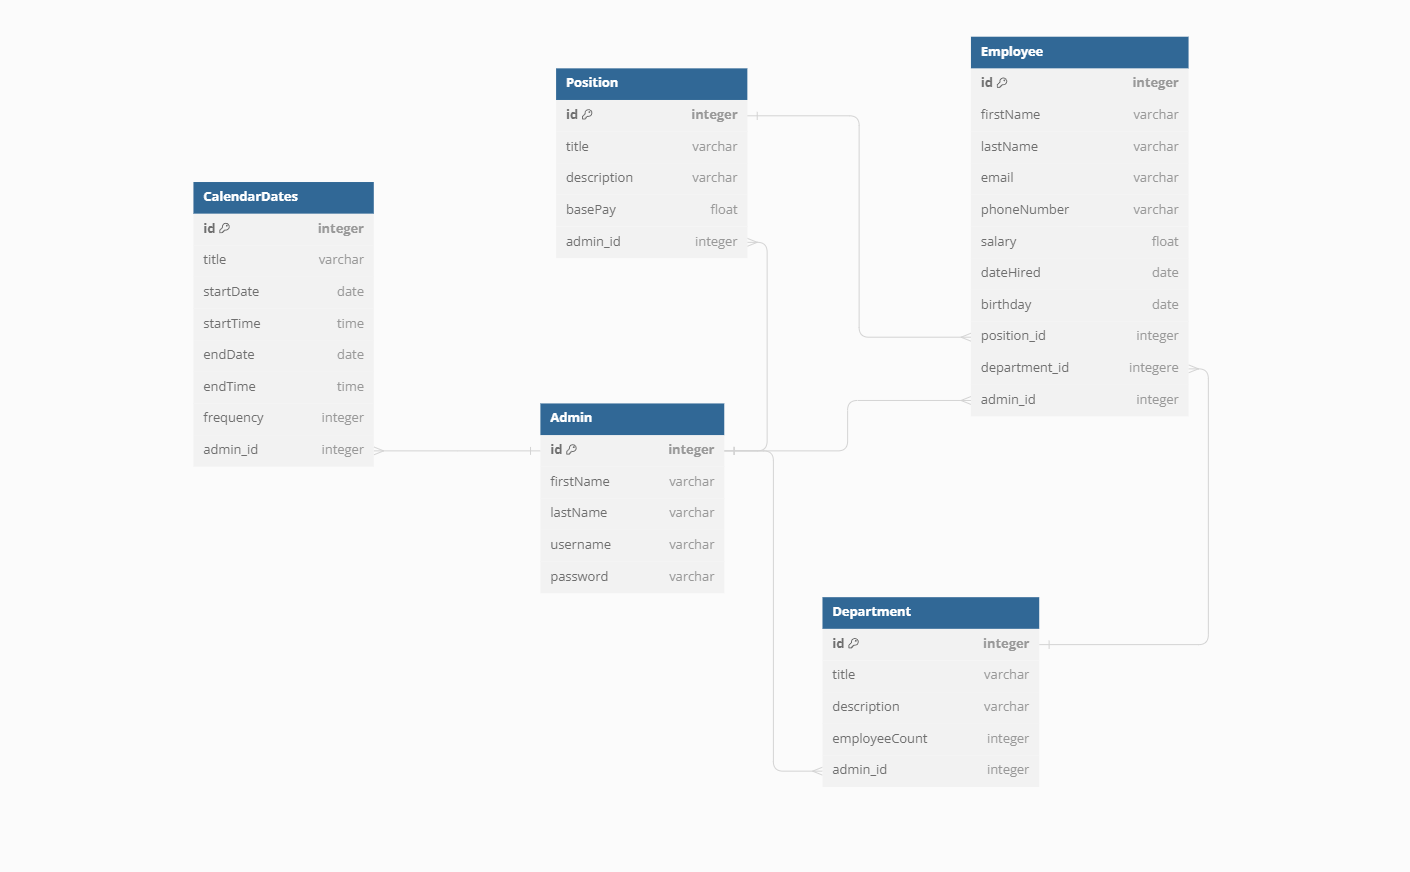 CalendarDates
id integer
title varchar
startDate date
startTime time
endDate date
endTime time
frequency integer
admin_id integer
Position
id integer
title varchar
description varchar
basePay float
admin_id integer
Admin
id integer
firstName varchar
lastName varchar
username varchar
password varchar
Employee
id integer
firstName varchar
lastName varchar
email varchar
phoneNumber varchar
salary float
dateHired date
birthday date
position_id integer
department_id integere
admin_id integer
Department
id integer
title varchar
description varchar
employeeCount integer
admin_id integer